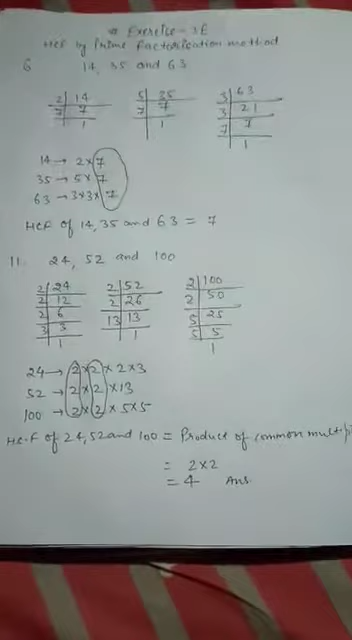 Exercise - 3E
HCF by Prime factorisation method
6 14, 35 and 63
2 | 14
7 | 7
1
5 | 35
7 | 7
1
3 | 63
3 | 21
7 | 7
1
14 → 2 × 7
35 → 5 × 7
63 → 3 × 3 × 7
HCF of 14, 35 and 63 = 7
11. 24, 52 and 100
2 | 24
2 | 12
2 | 6
3 | 3
1
2 | 52
2 | 26
13 | 13
1
2 | 100
2 | 50
5 | 25
5 | 5
1
24 → 2 × 2 × 2 × 3
52 → 2 × 2 × 13
100 → 2 × 2 × 5 × 5
H.C.F of 24, 52 and 100 = Product of common multipl
= 2 × 2
= 4 Ans